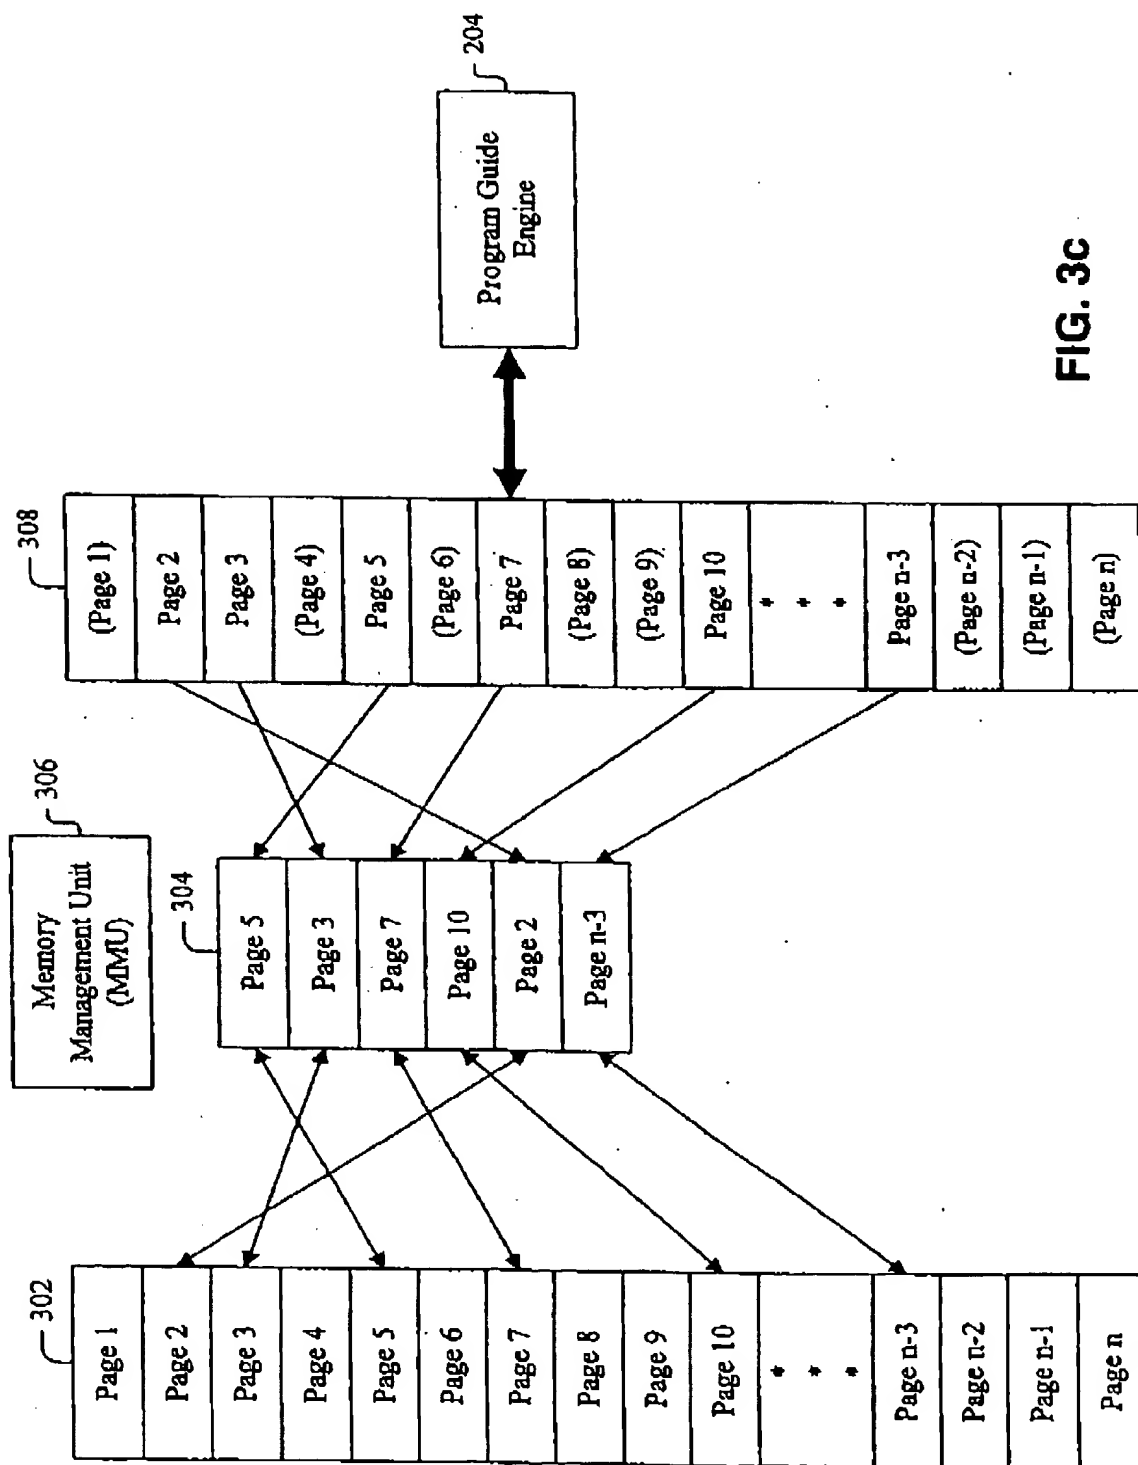 302
Page 1
Page 2
Page 3
Page 4
Page 5
Page 6
Page 7
Page 8
Page 9
Page 10
* * *
Page n-3
Page n-2
Page n-1
Page n
Memory
Management Unit
(MMU)
306
304
Page 5
Page 3
Page 7
Page 10
Page 2
Page n-3
308
(Page 1)
Page 2
Page 3
(Page 4)
Page 5
(Page 6)
Page 7
(Page 8)
(Page 9)
Page 10
* * *
Page n-3
(Page n-2)
(Page n-1)
(Page n)
Program Guide
Engine
204
FIG. 3c